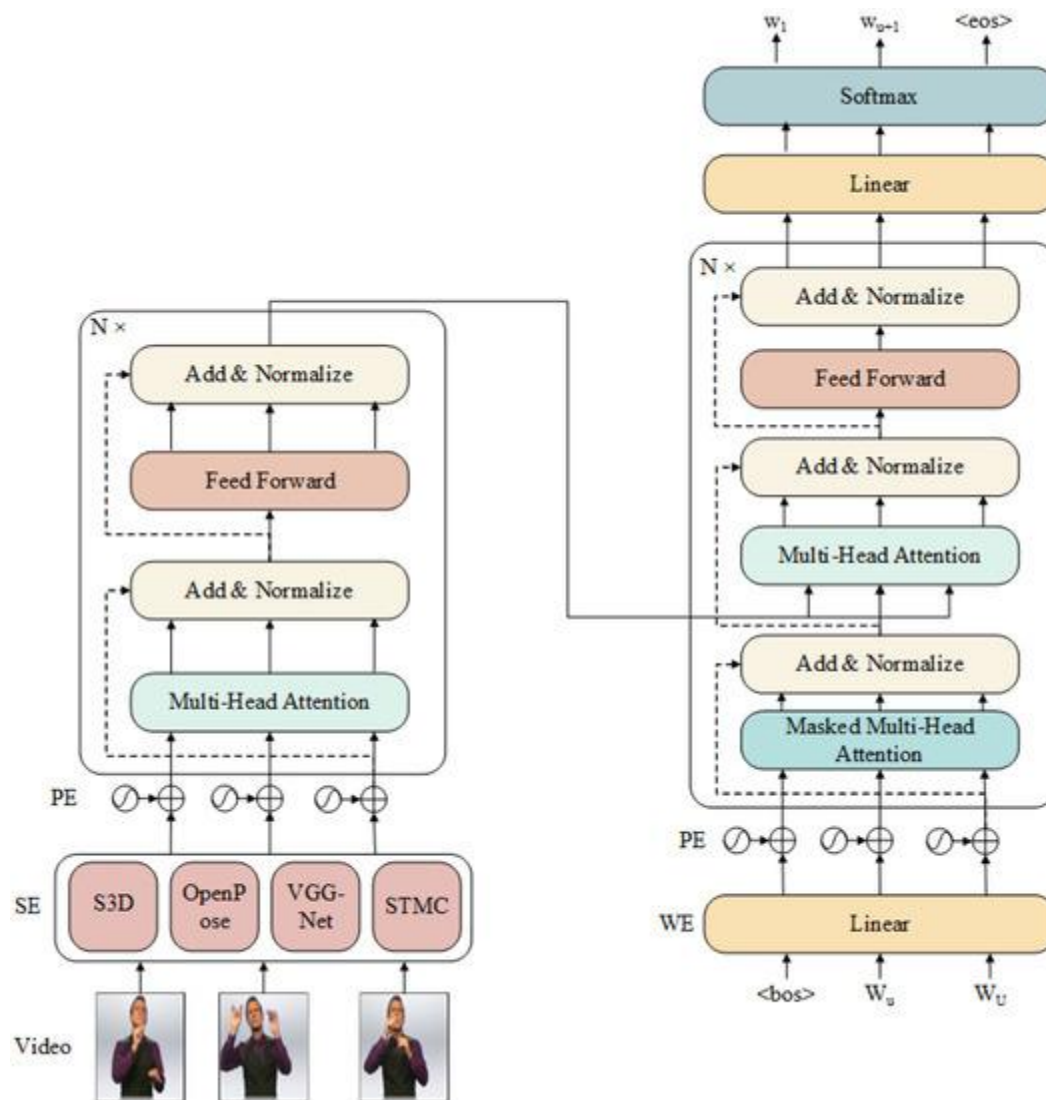 w₁ wᵤ₊₁ <eos>
Softmax
Linear
N ×
Add & Normalize
Feed Forward
Add & Normalize
Multi-Head Attention
Add & Normalize
Masked Multi-Head
Attention
PE
WE
Linear
<bos> Wᵤ W_U
N ×
Add & Normalize
Feed Forward
Add & Normalize
Multi-Head Attention
PE
SE
S3D
OpenP
ose
VGG-
Net
STMC
Video